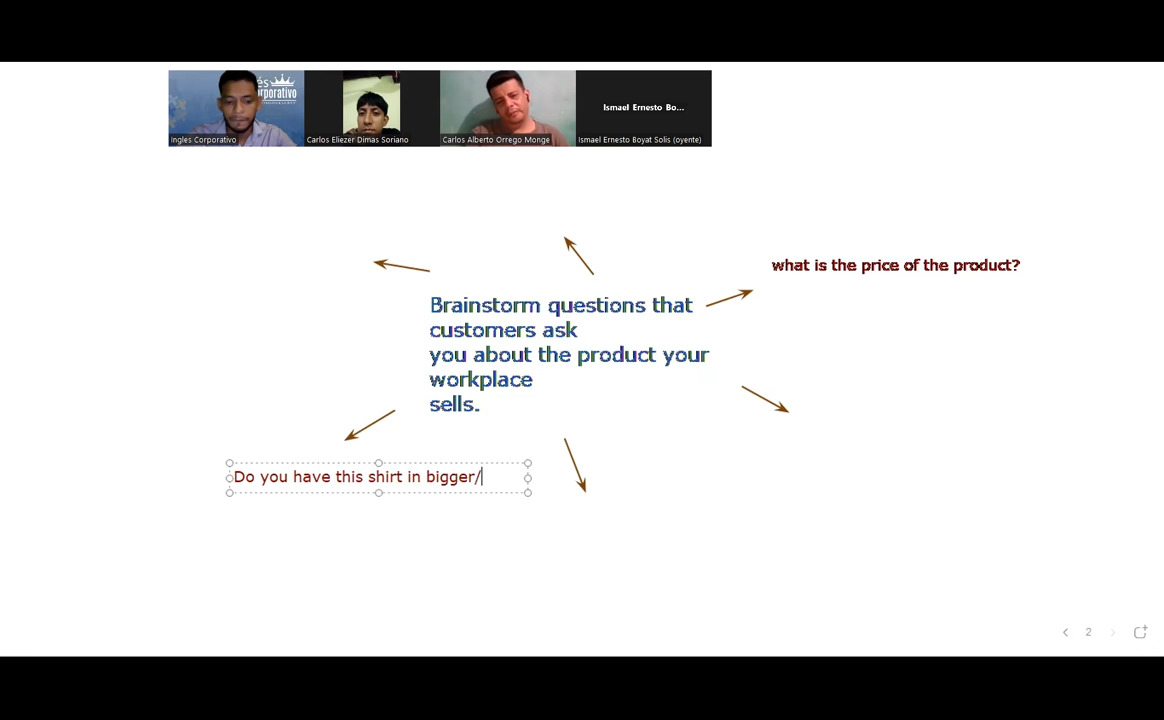 és
orporativo
Inglés Corporativo
Carlos Eliezer Dimas Soriano
Carlos Alberto Orrego Monge
Ismael Ernesto Bo...
Ismael Ernesto Boyat Solis (oyente)
what is the price of the product?
Brainstorm questions that
customers ask
you about the product your
workplace
sells.
Do you have this shirt in bigger/
2